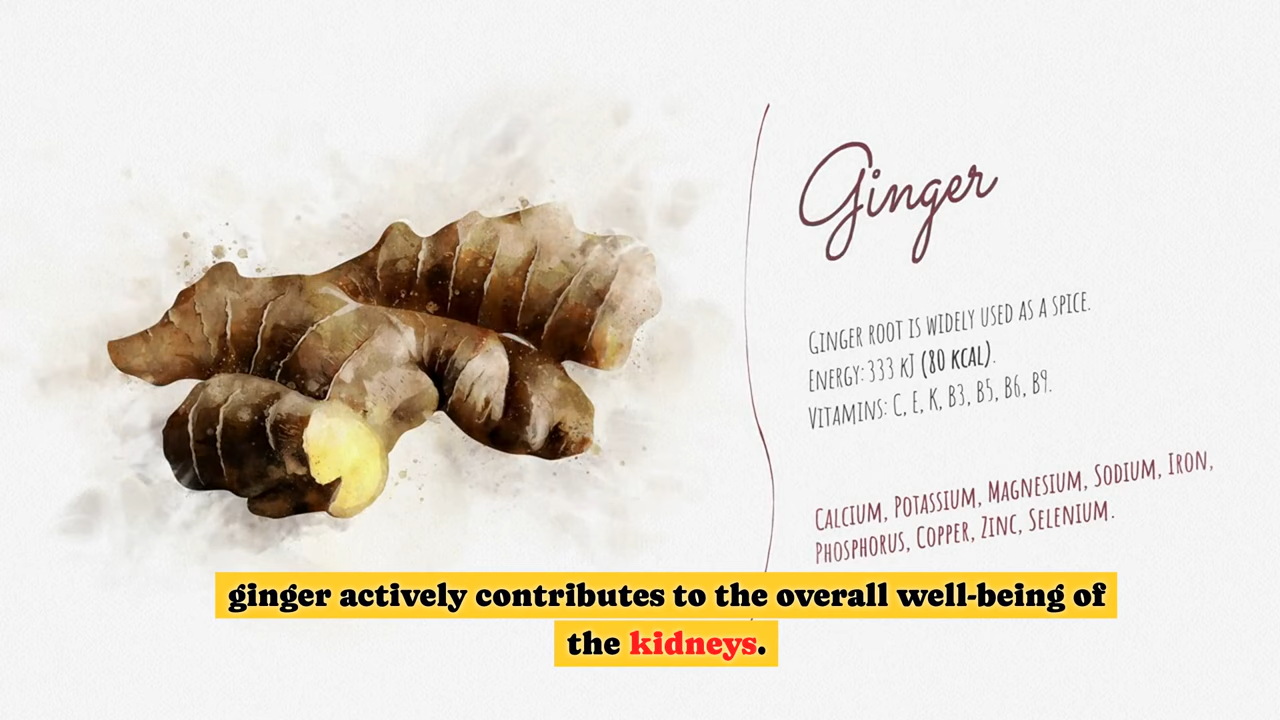 Ginger
Ginger root is widely used as a spice.
Energy: 333 kJ (80 kcal).
Vitamins: C, E, K, B3, B5, B6, B9.
Calcium, Potassium, Magnesium, Sodium, Iron,
Phosphorus, Copper, Zinc, Selenium.
ginger actively contributes to the overall well-being of
the kidneys.